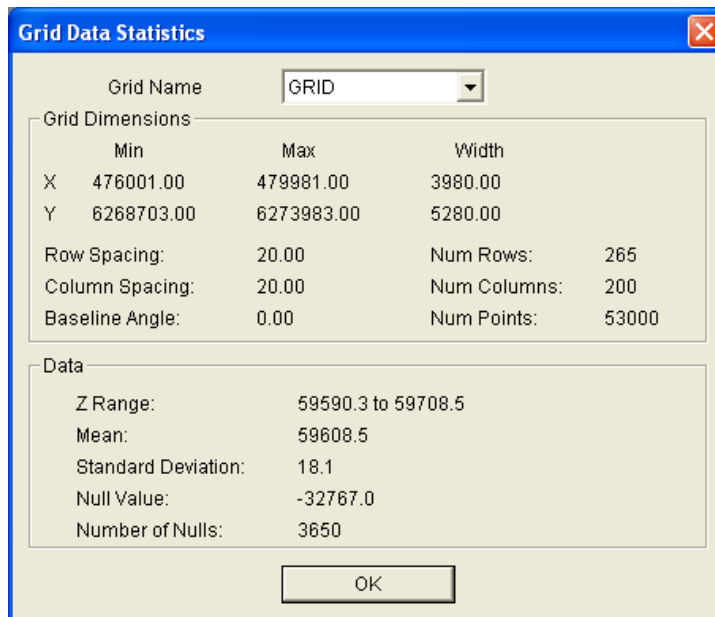 Grid Data Statistics
Grid Name GRID
Grid Dimensions
Min Max Width
X 476001.00 479981.00 3980.00
Y 6268703.00 6273983.00 5280.00
Row Spacing: 20.00 Num Rows: 265
Column Spacing: 20.00 Num Columns: 200
Baseline Angle: 0.00 Num Points: 53000
Data
Z Range: 59590.3 to 59708.5
Mean: 59608.5
Standard Deviation: 18.1
Null Value: -32767.0
Number of Nulls: 3650
OK